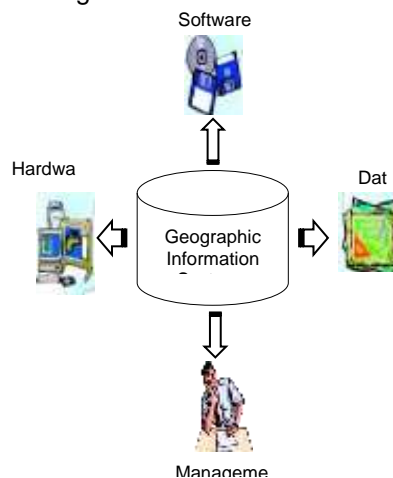 Software
Hardwa
Dat
Geographic
Information
Manageme